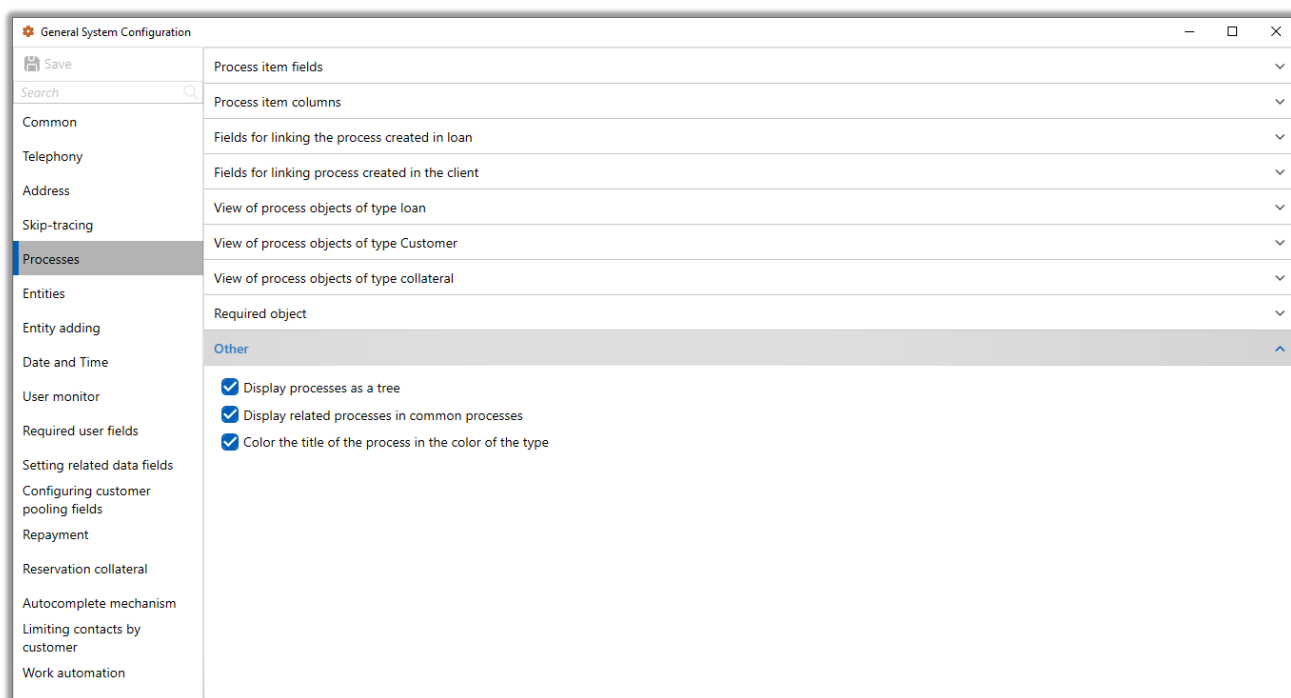 General System Configuration
Save
Search
Common
Telephony
Address
Skip-tracing
Processes
Entities
Entity adding
Date and Time
User monitor
Required user fields
Setting related data fields
Configuring customer
pooling fields
Repayment
Reservation collateral
Autocomplete mechanism
Limiting contacts by
customer
Work automation
Process item fields
Process item columns
Fields for linking the process created in loan
Fields for linking process created in the client
View of process objects of type loan
View of process objects of type Customer
View of process objects of type collateral
Required object
Other
Display processes as a tree
Display related processes in common processes
Color the title of the process in the color of the type